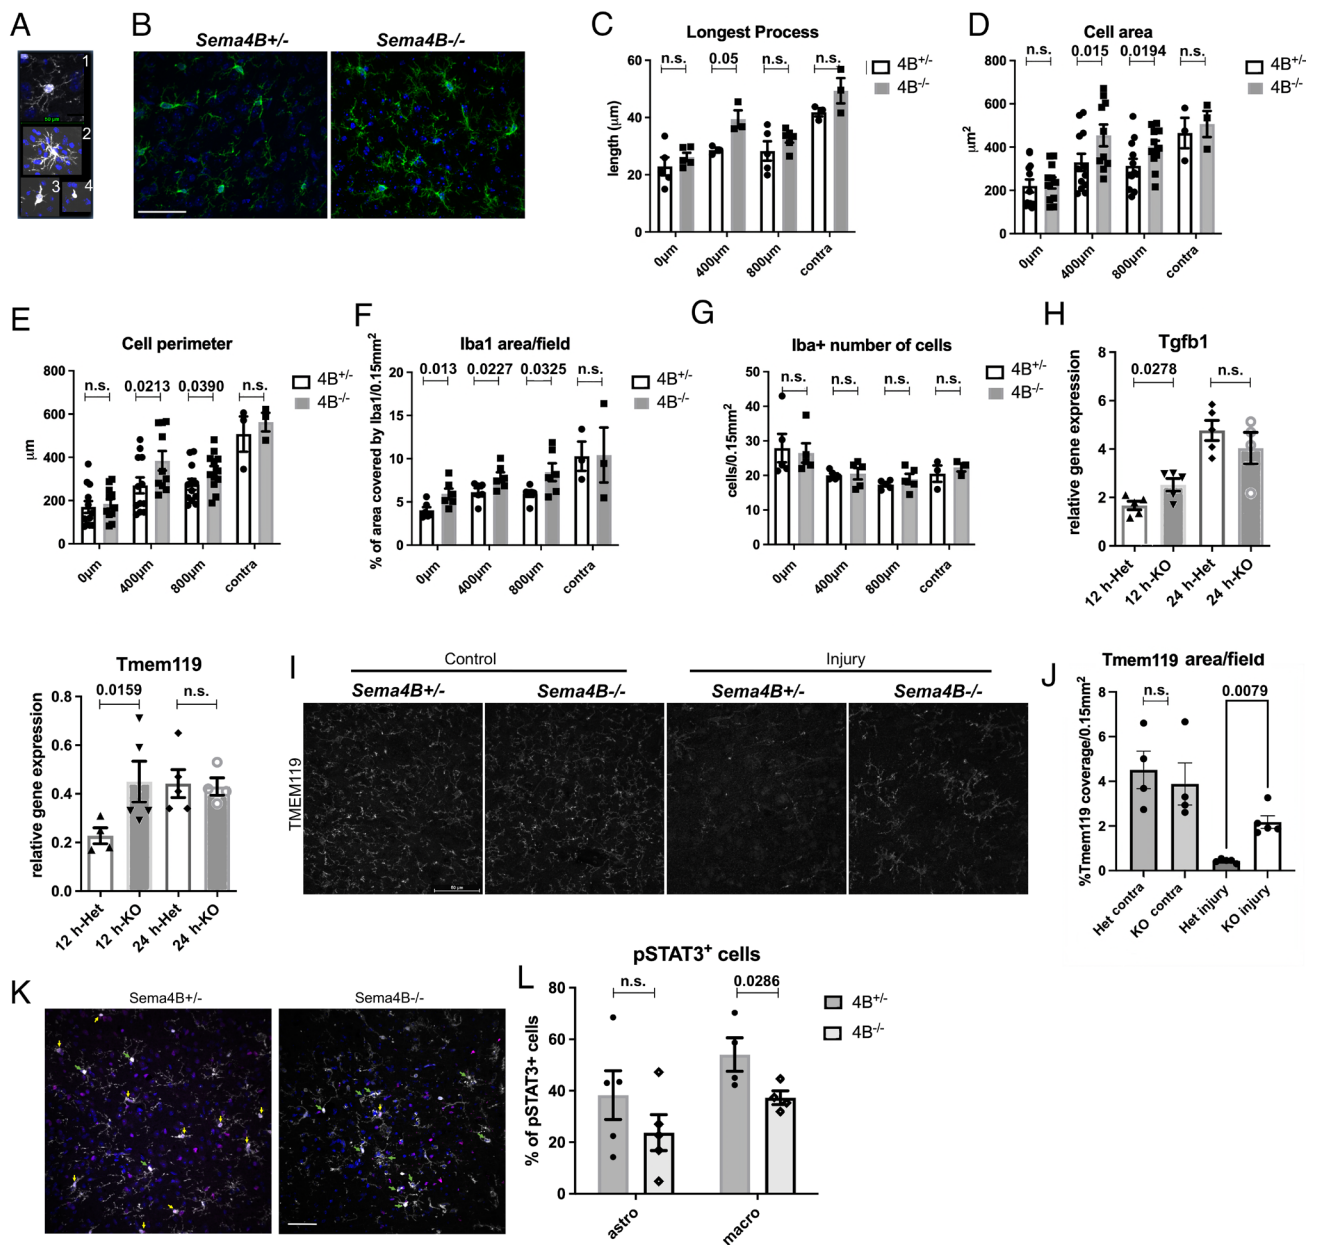 A
1
50 µm
2
3
4
B
Sema4B+/-
Sema4B-/-
C
Longest Process
n.s.
0.05
n.s.
n.s.
4B+/-
4B-/-
length (µm)
60
40
20
0
0µm
400µm
800µm
contra
D
Cell area
n.s.
0.015
0.0194
n.s.
4B+/-
4B-/-
µm2
800
600
400
200
0
0µm
400µm
800µm
contra
E
Cell perimeter
n.s.
0.0213
0.0390
n.s.
4B+/-
4B-/-
µm
800
600
400
200
0
0µm
400µm
800µm
contra
F
Iba1 area/field
0.013
0.0227
0.0325
n.s.
4B+/-
4B-/-
% of area covered by Iba1/0.15mm2
20
15
10
5
0
0µm
400µm
800µm
contra
G
Iba+ number of cells
n.s.
n.s.
n.s.
n.s.
4B+/-
4B-/-
cells/0.15mm2
50
40
30
20
10
0
0µm
400µm
800µm
contra
H
Tgfb1
0.0278
n.s.
relative gene expression
8
6
4
2
0
12 h-Het
12 h-KO
24 h-Het
24 h-KO
Tmem119
0.0159
n.s.
relative gene expression
0.8
0.6
0.4
0.2
0.0
12 h-Het
12 h-KO
24 h-Het
24 h-KO
I
Control
Injury
Sema4B+/-
Sema4B-/-
Sema4B+/-
Sema4B-/-
TMEM119
50 µm
J
Tmem119 area/field
n.s.
0.0079
%Tmem119 coverage/0.15mm2
8
6
4
2
0
Het contra
KO contra
Het injury
KO injury
K
Sema4B+/-
Sema4B-/-
L
pSTAT3+ cells
n.s.
0.0286
4B+/-
4B-/-
% of pSTAT3+ cells
80
60
40
20
0
astro
macro